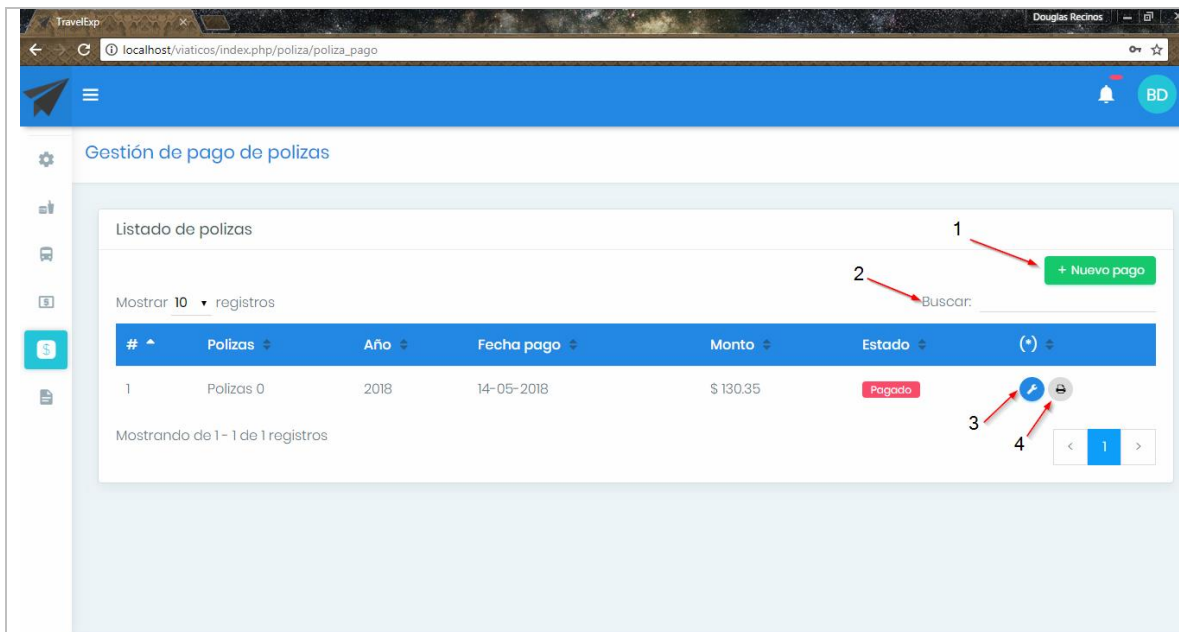 TravelExp
Douglas Recinos
localhost/viaticos/index.php/poliza/poliza_pago
BD
Gestión de pago de polizas
Listado de polizas
1
+ Nuevo pago
2
Mostrar 10 registros
Buscar:
# Polizas Año Fecha pago Monto Estado (*)
1 Polizas 0 2018 14-05-2018 $ 130.35 Pagado
3
4
Mostrando de 1 - 1 de 1 registros
< 1 >